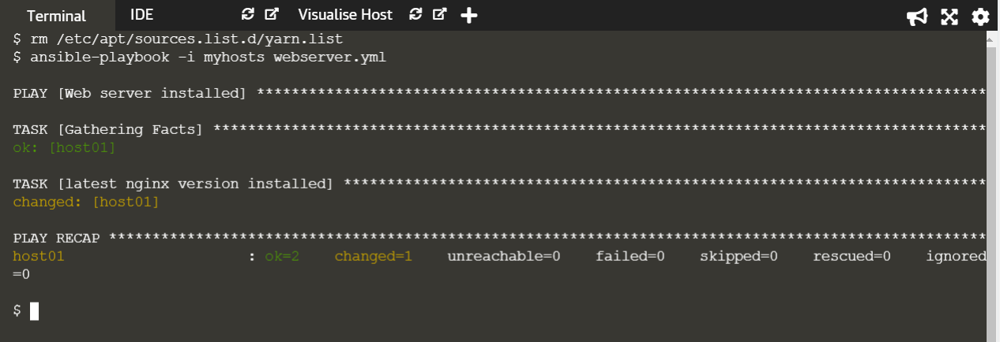 Terminal IDE Visualise Host
$ rm /etc/apt/sources.list.d/yarn.list
$ ansible-playbook -i myhosts webserver.yml
PLAY [Web server installed] ************************************************************************************
TASK [Gathering Facts] *****************************************************************************************
ok: [host01]
TASK [latest nginx version installed] **************************************************************************
changed: [host01]
PLAY RECAP *****************************************************************************************************
host01 : ok=2 changed=1 unreachable=0 failed=0 skipped=0 rescued=0 ignored
=0
$